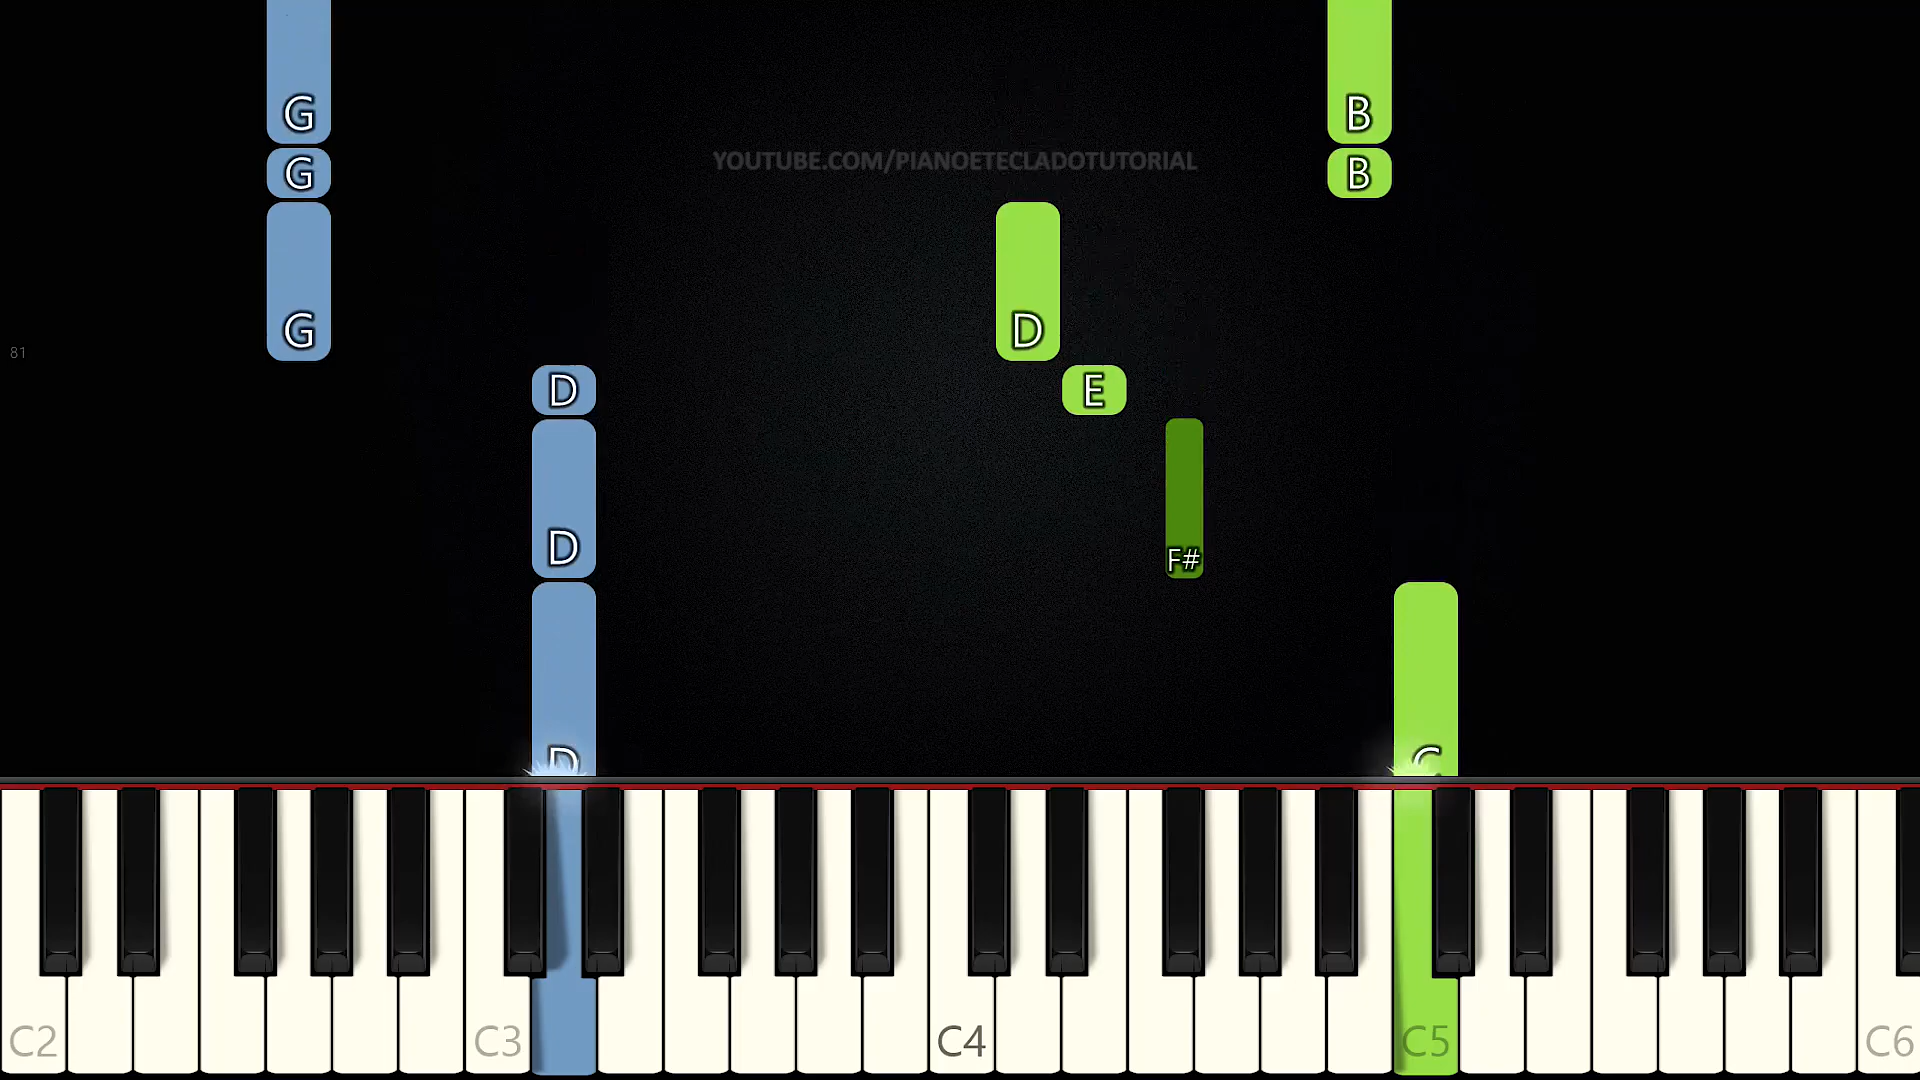 G B
G B
YOUTUBE.COM/PIANOETECLADOTUTORIAL
G D
81
D E
D F#
D C
C2 C3 C4 C5 C6